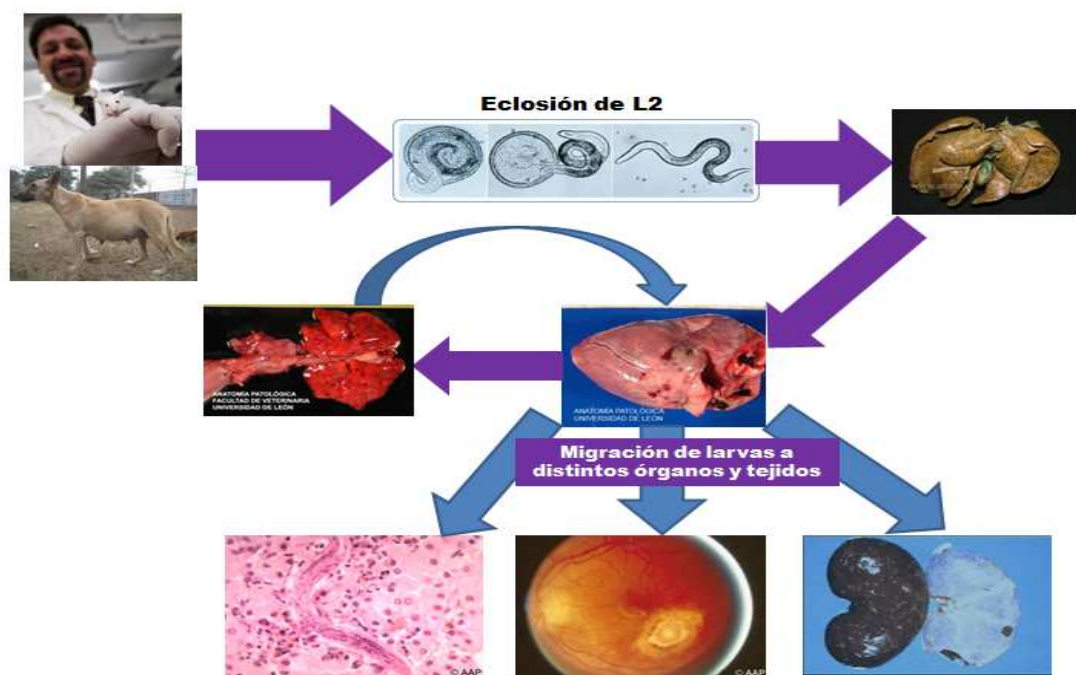 Eclosión de L2
ANATOMÍA PATOLÓGICA
FACULTAD DE VETERINARIA
UNIVERSIDAD DE LEÓN
ANATOMÍA PATOLÓGICA
UNIVERSIDAD DE LEÓN
Migración de larvas a
distintos órganos y tejidos
© AAP
© AAP